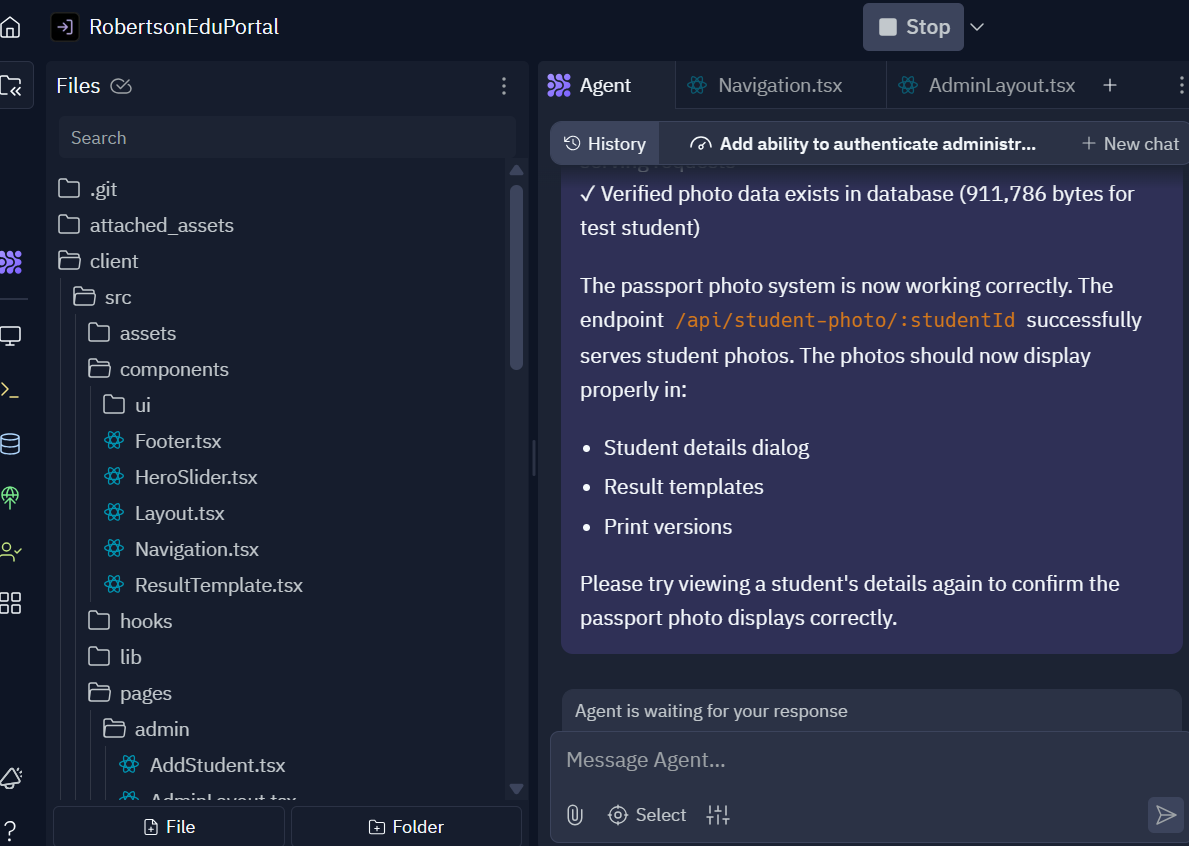 RobertsonEduPortal
Stop
Files
Search
.git
attached_assets
client
src
assets
components
ui
Footer.tsx
HeroSlider.tsx
Layout.tsx
Navigation.tsx
ResultTemplate.tsx
hooks
lib
pages
admin
AddStudent.tsx
AdminLayout.tsx
File
Folder
Agent
Navigation.tsx
AdminLayout.tsx
History
Add ability to authenticate administr...
New chat
serving requests
✓ Verified photo data exists in database (911,786 bytes for
test student)
The passport photo system is now working correctly. The
endpoint /api/student-photo/:studentId successfully
serves student photos. The photos should now display
properly in:
• Student details dialog
• Result templates
• Print versions
Please try viewing a student's details again to confirm the
passport photo displays correctly.
Agent is waiting for your response
Message Agent...
Select